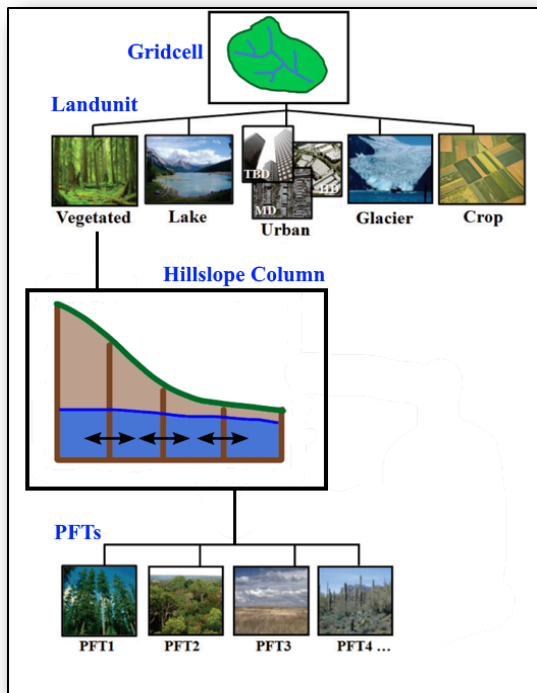 Gridcell
Landunit
TBD
HD
MD
Vegetated
Lake
Urban
Glacier
Crop
Hillslope Column
PFTs
PFT1
PFT2
PFT3
PFT4 ...